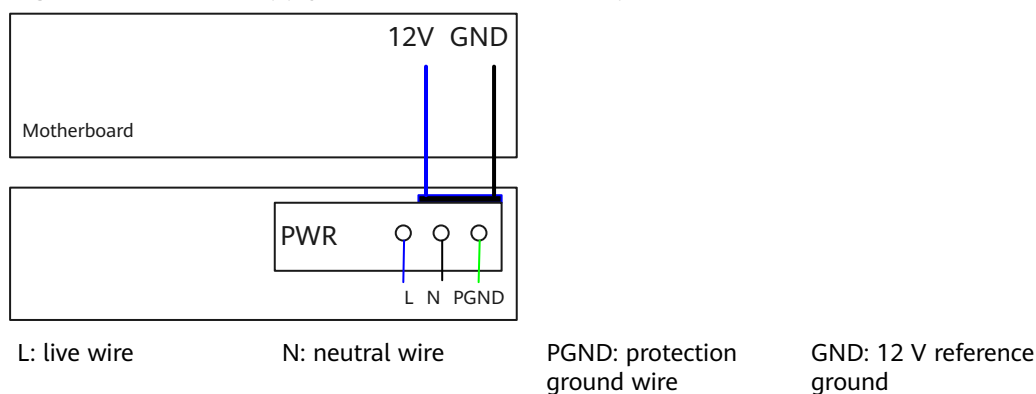 12V GND
Motherboard
PWR
L N PGND
L: live wire
N: neutral wire
PGND: protection
ground wire
GND: 12 V reference
ground